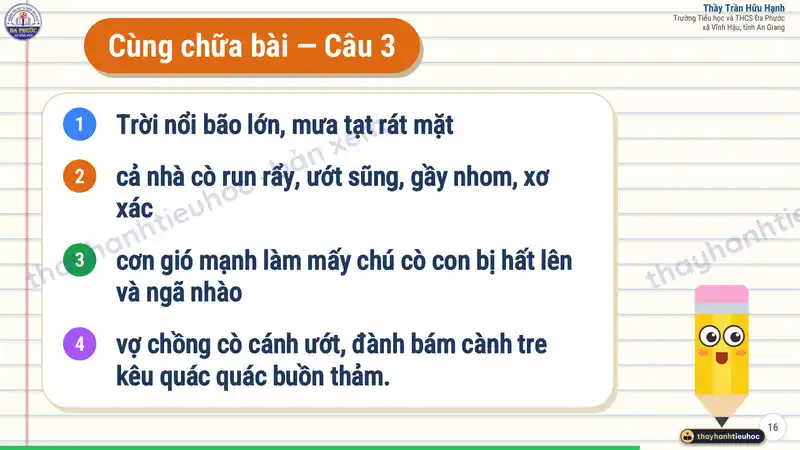 Thầy Trần Hữu Hạnh
Trường Tiểu học và THCS Đa Phước
xã Vĩnh Hậu, tỉnh An Giang
ĐA PHƯỚC
Cùng chữa bài – Câu 3
1 Trời nổi bão lớn, mưa tạt rát mặt
2 cả nhà cò run rẩy, ướt sũng, gầy nhom, xơ
xác
3 cơn gió mạnh làm mấy chú cò con bị hất lên
và ngã nhào
4 vợ chồng cò cánh ướt, đành bám cành tre
kêu quác quác buồn thảm.
thayhanhtieuhoc
16